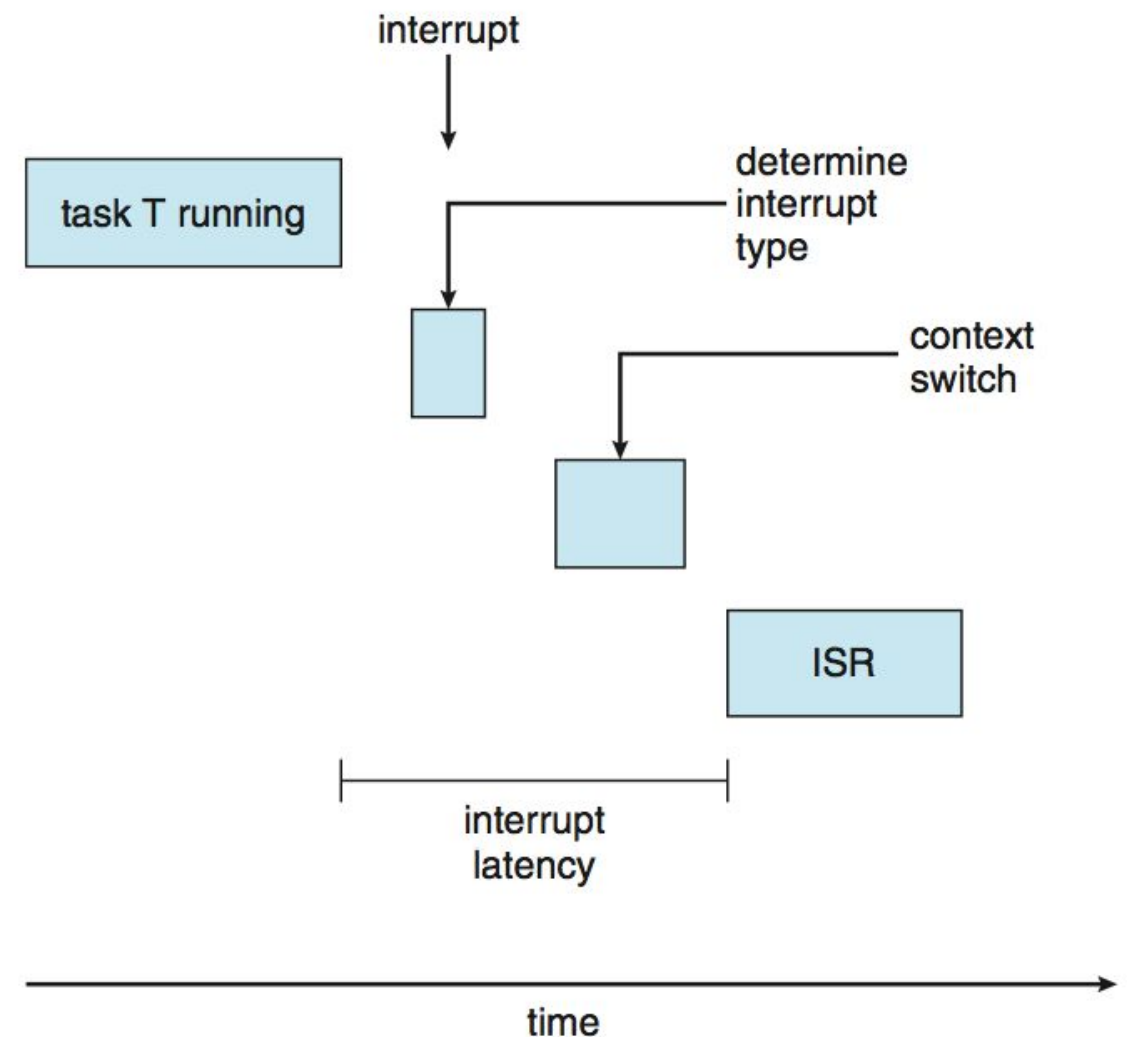 interrupt
task T running
determine
interrupt
type
context
switch
ISR
interrupt
latency
time